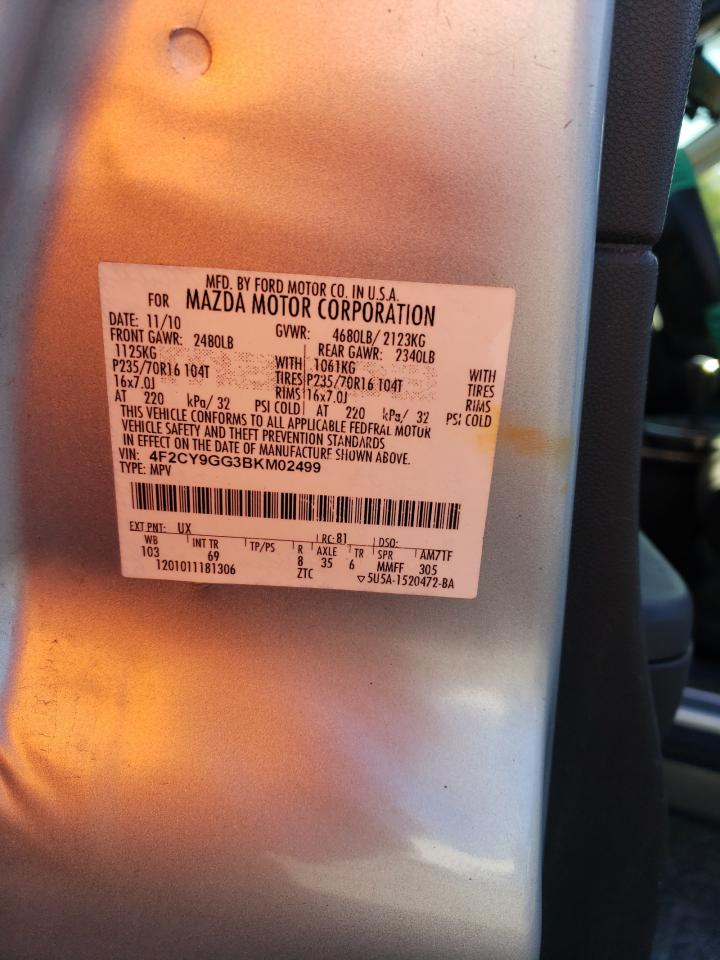 MFD. BY FORD MOTOR CO. IN U.S.A.
FOR MAZDA MOTOR CORPORATION
DATE: 11/10 GVWR: 4680LB/ 2123KG
FRONT GAWR: 2480LB REAR GAWR: 2340LB
1125KG WITH 1061KG WITH
P235/70R16 104T TIRES P235/70R16 104T TIRES
16x7.0J RIMS 16x7.0J RIMS
AT 220 kPa/ 32 PSI COLD AT 220 kPa/ 32 PSI COLD
THIS VEHICLE CONFORMS TO ALL APPLICABLE FEDERAL MOTOR
VEHICLE SAFETY AND THEFT PREVENTION STANDARDS
IN EFFECT ON THE DATE OF MANUFACTURE SHOWN ABOVE.
VIN: 4F2CY9GG3BKM02499
TYPE: MPV
EXT PNT: UX RC: 81 DSO:
WB INT TR TP/PS R AXLE TR SPR AM7TF
103 69 8 35 6 MMFF 305
1201011181306 ZTC ▽5U5A-1520472-BA